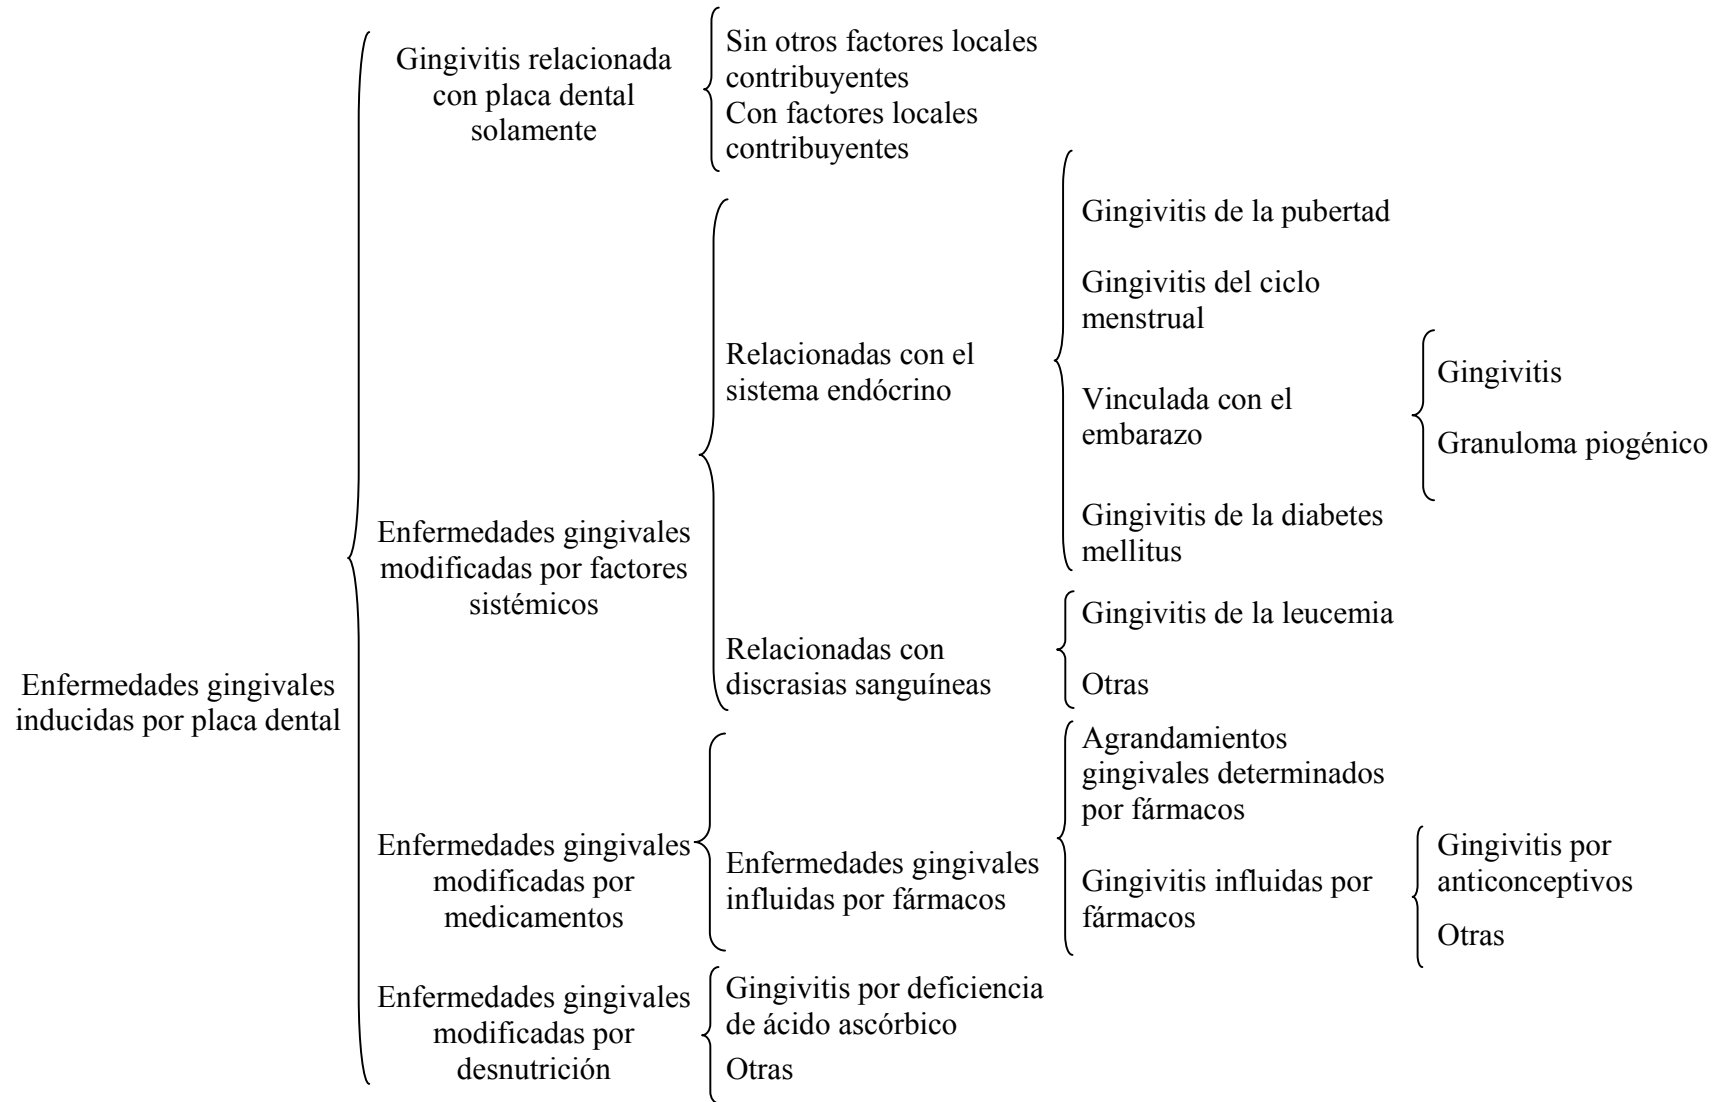 Gingivitis relacionada
con placa dental
solamente
Sin otros factores locales
contribuyentes
Con factores locales
contribuyentes
Gingivitis de la pubertad
Gingivitis del ciclo
menstrual
Relacionadas con el
sistema endócrino
Vinculada con el
embarazo
Gingivitis
Granuloma piogénico
Gingivitis de la diabetes
mellitus
Enfermedades gingivales
modificadas por factores
sistémicos
Relacionadas con
discrasias sanguíneas
Gingivitis de la leucemia
Otras
Enfermedades gingivales
inducidas por placa dental
Agrandamientos
gingivales determinados
por fármacos
Enfermedades gingivales
modificadas por
medicamentos
Enfermedades gingivales
influidas por fármacos
Gingivitis influidas por
fármacos
Gingivitis por
anticonceptivos
Otras
Enfermedades gingivales
modificadas por
desnutrición
Gingivitis por deficiencia
de ácido ascórbico
Otras